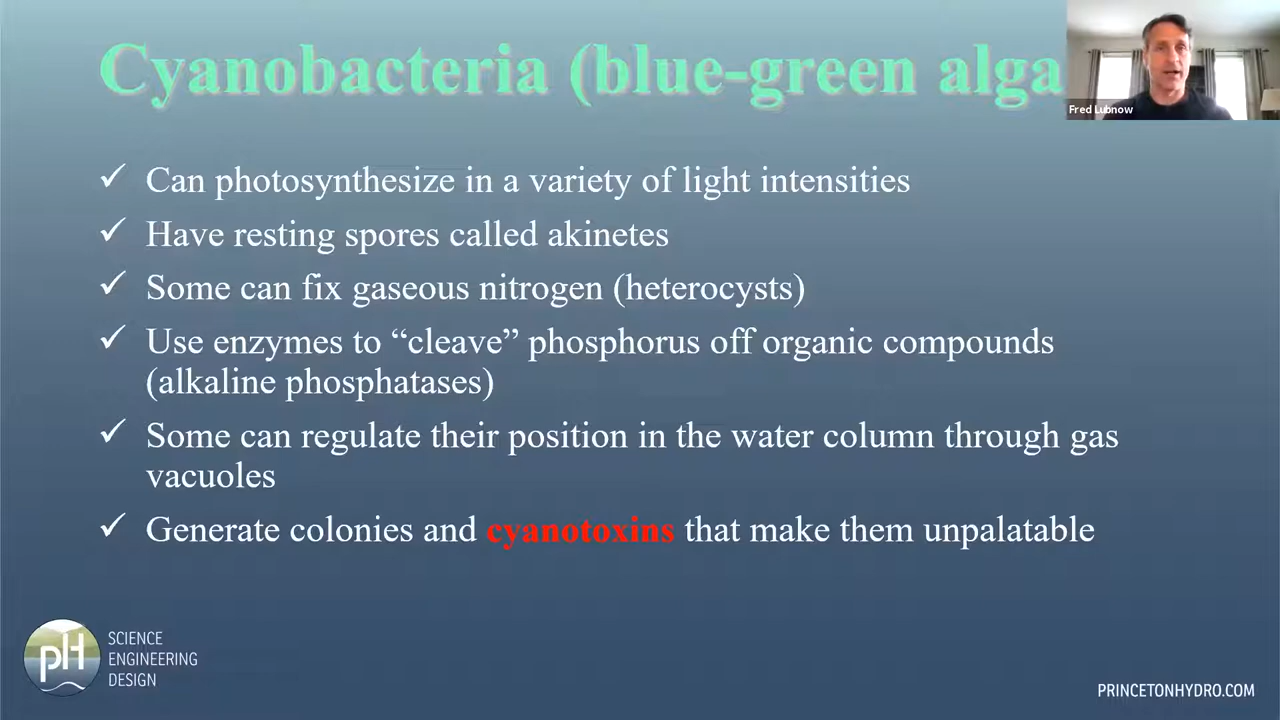 Cyanobacteria (blue-green alga
Fred Lubnow
✓ Can photosynthesize in a variety of light intensities
✓ Have resting spores called akinetes
✓ Some can fix gaseous nitrogen (heterocysts)
✓ Use enzymes to “cleave” phosphorus off organic compounds
(alkaline phosphatases)
✓ Some can regulate their position in the water column through gas
vacuoles
✓ Generate colonies and cyanotoxins that make them unpalatable
pH
SCIENCE
ENGINEERING
DESIGN
PRINCETONHYDRO.COM